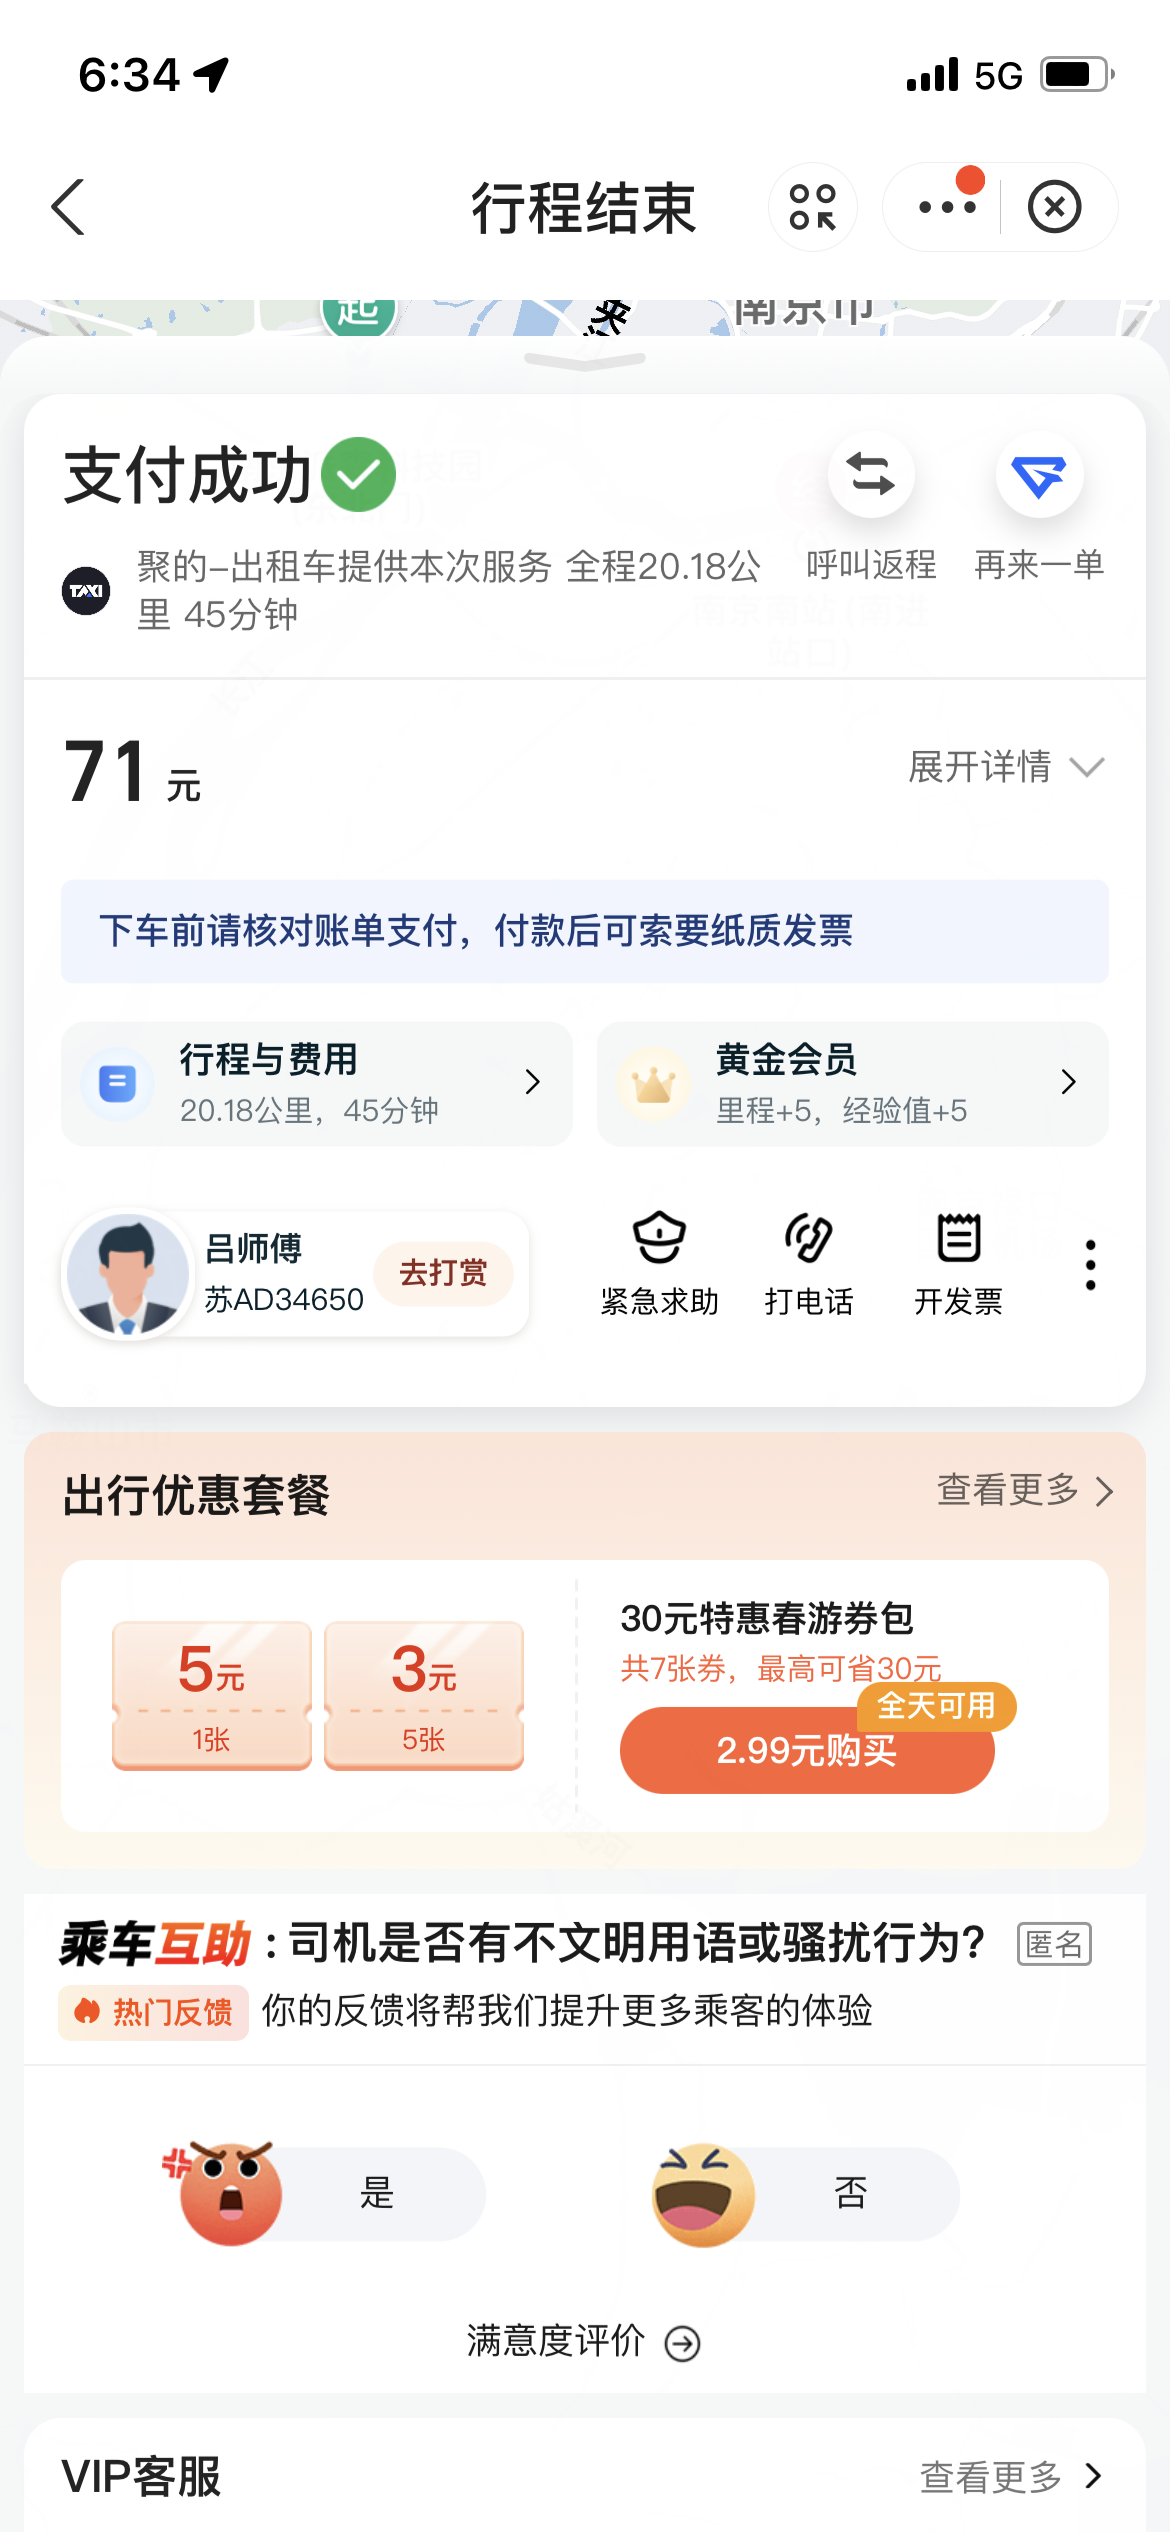 6:34
5G
行程结束
起
南京市
支付成功
呼叫返程
再来一单
TAXI
聚的-出租车提供本次服务 全程20.18公
里 45分钟
71 元
展开详情
下车前请核对账单支付，付款后可索要纸质发票
行程与费用
20.18公里，45分钟
黄金会员
里程+5，经验值+5
吕师傅
苏AD34650
去打赏
紧急求助
打电话
开发票
出行优惠套餐
查看更多
5元
1张
3元
5张
30元特惠春游券包
共7张券，最高可省30元
全天可用
2.99元购买
乘车互助：司机是否有不文明用语或骚扰行为？
匿名
热门反馈
你的反馈将帮我们提升更多乘客的体验
是
否
满意度评价
VIP客服
查看更多